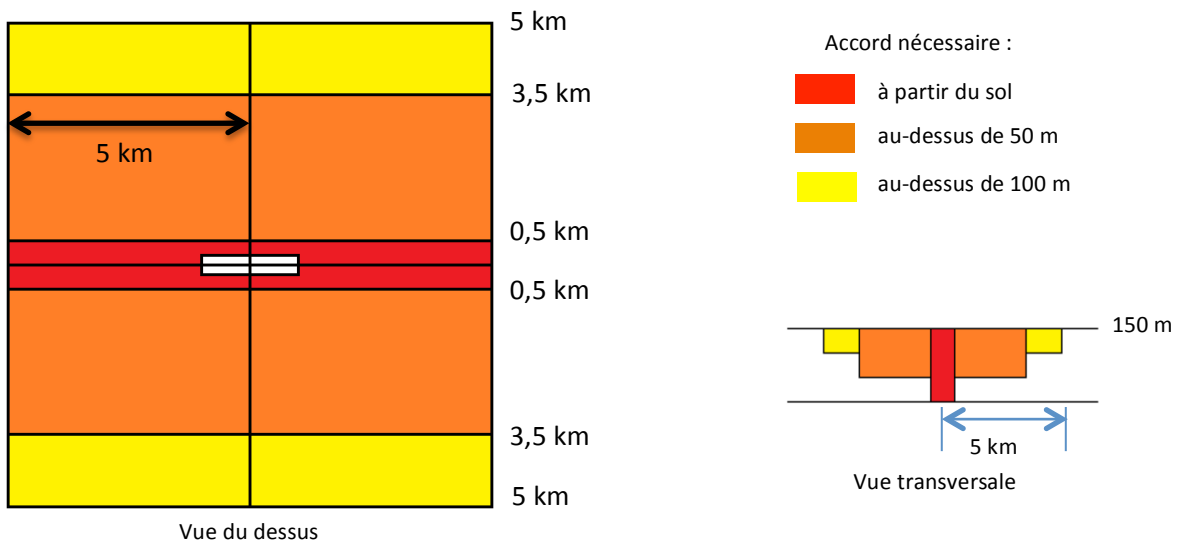 5 km
3,5 km
5 km
0,5 km
0,5 km
3,5 km
5 km
Vue du dessus
Accord nécessaire :
à partir du sol
au-dessus de 50 m
au-dessus de 100 m
150 m
5 km
Vue transversale